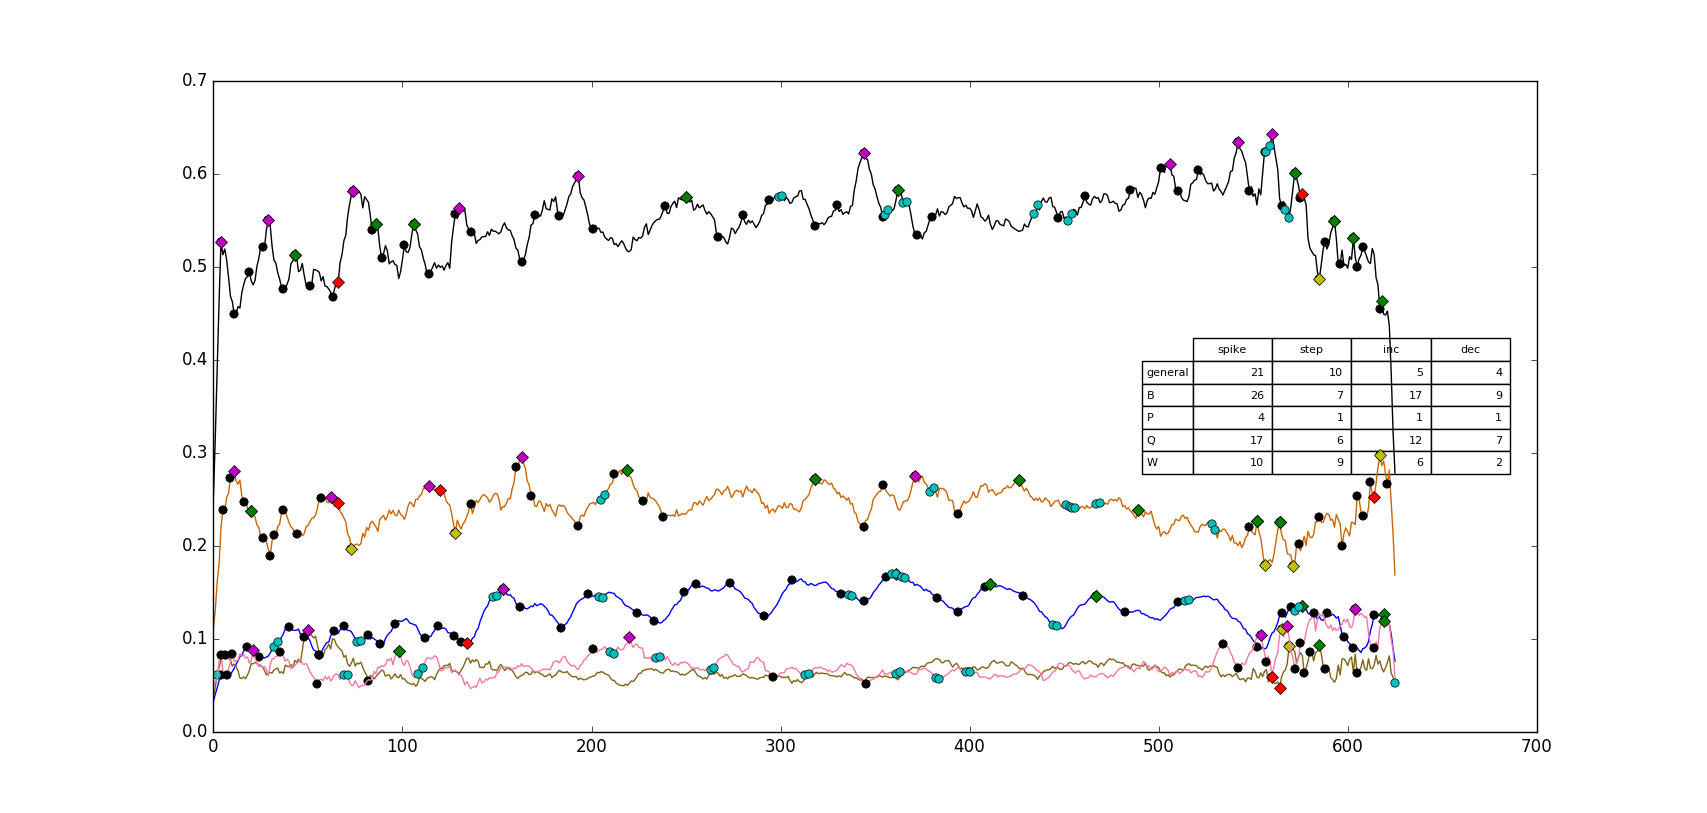 0.7
0.6
0.5
0.4
spike step inc dec
general 21 10 5 4
B 26 7 17 9
P 4 1 1 1
Q 17 6 12 7
W 10 9 6 2
0.3
0.2
0.1
0.0
0 100 200 300 400 500 600 700